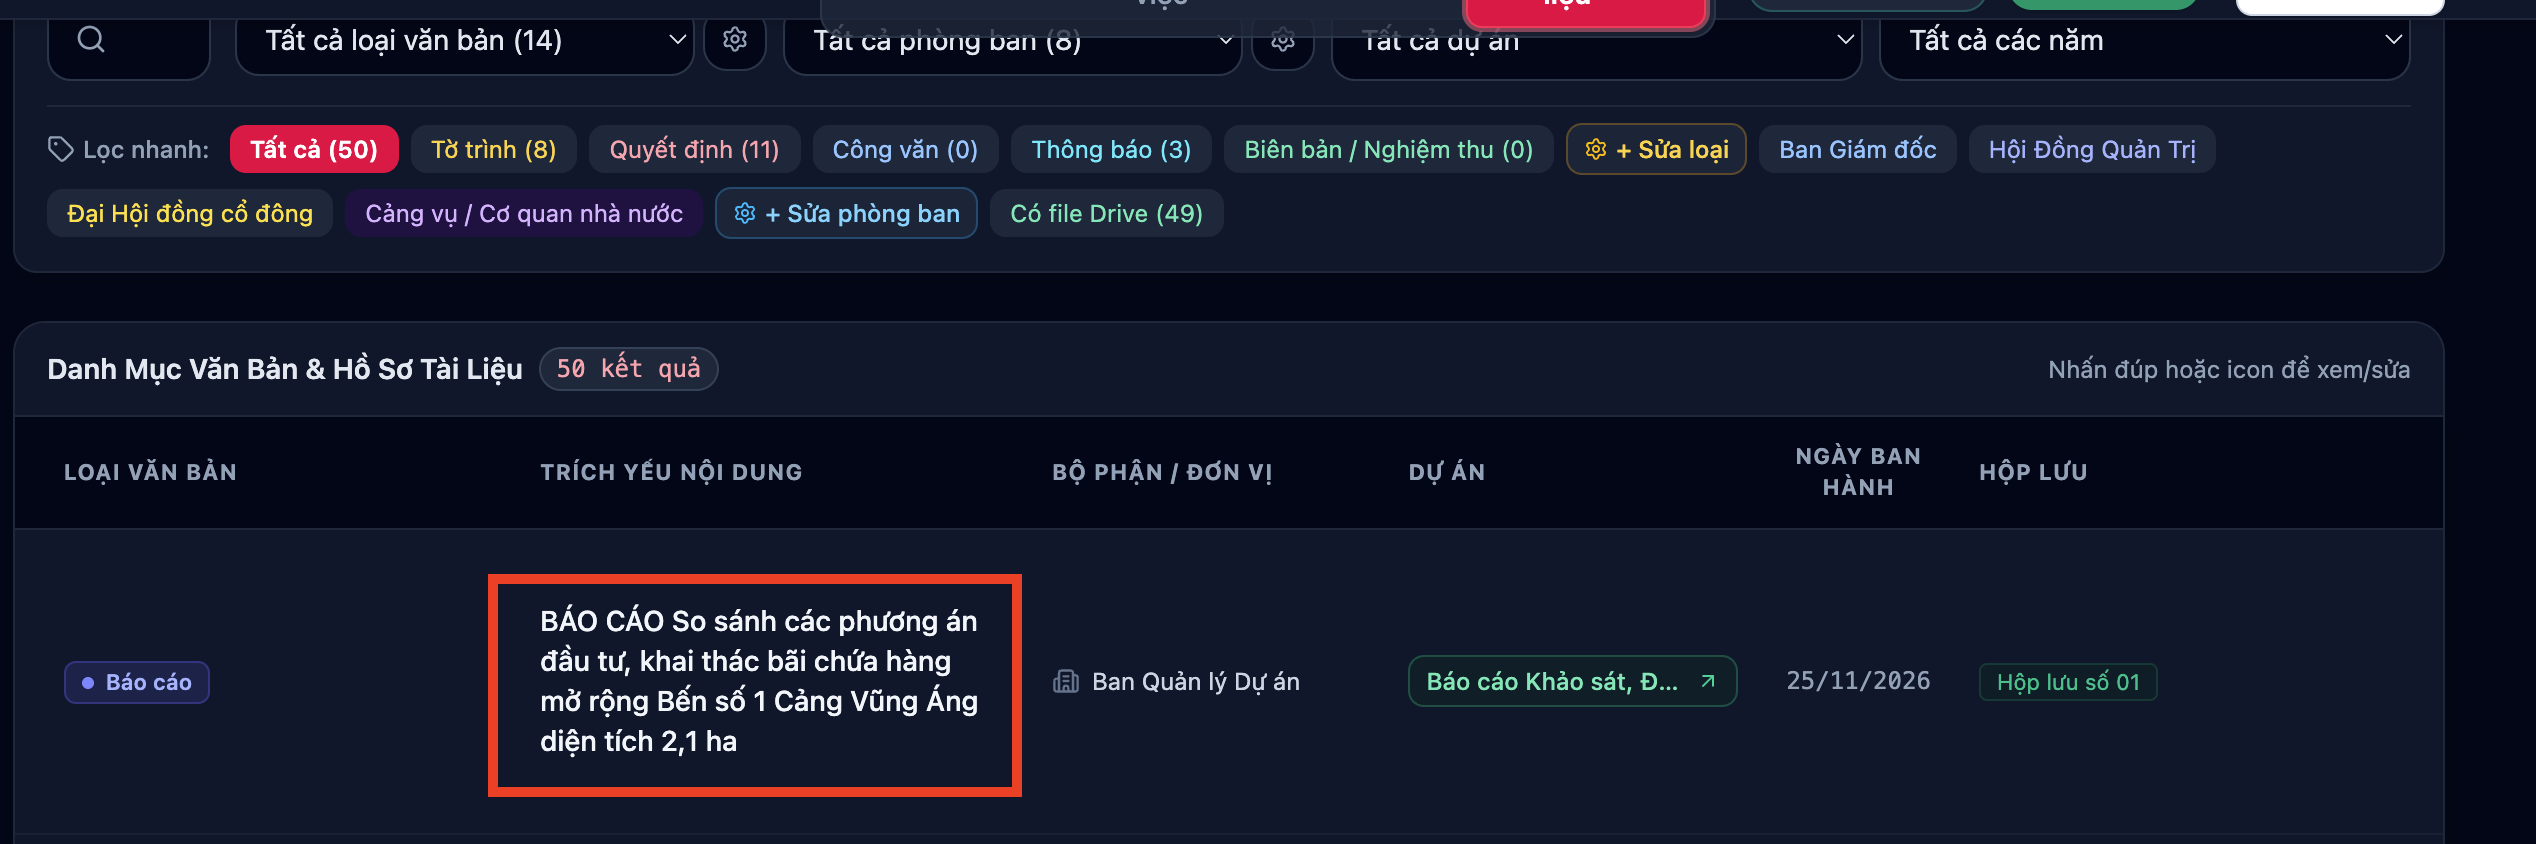 việc
liệu
Tất cả loại văn bản (14)
Tất cả phòng ban (8)
Tất cả dự án
Tất cả các năm
Lọc nhanh:
Tất cả (50)
Tờ trình (8)
Quyết định (11)
Công văn (0)
Thông báo (3)
Biên bản / Nghiệm thu (0)
+ Sửa loại
Ban Giám đốc
Hội Đồng Quản Trị
Đại Hội đồng cổ đông
Cảng vụ / Cơ quan nhà nước
+ Sửa phòng ban
Có file Drive (49)
Danh Mục Văn Bản & Hồ Sơ Tài Liệu
50 kết quả
Nhấn đúp hoặc icon để xem/sửa
LOẠI VĂN BẢN
TRÍCH YẾU NỘI DUNG
BỘ PHẬN / ĐƠN VỊ
DỰ ÁN
NGÀY BAN
HÀNH
HỘP LƯU
Báo cáo
BÁO CÁO So sánh các phương án
đầu tư, khai thác bãi chứa hàng
mở rộng Bến số 1 Cảng Vũng Áng
diện tích 2,1 ha
Ban Quản lý Dự án
Báo cáo Khảo sát, Đ...
25/11/2026
Hộp lưu số 01